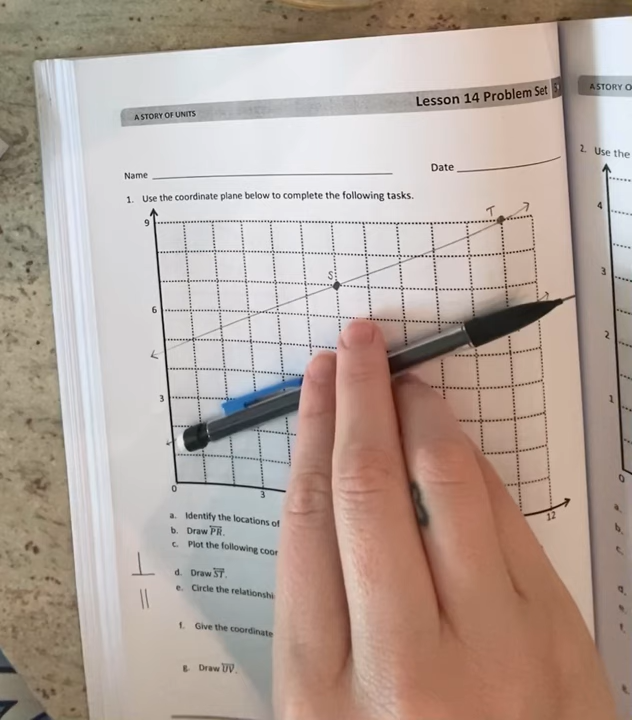 A STORY OF UNITS
Lesson 14 Problem Set
Name
Date
1. Use the coordinate plane below to complete the following tasks.
9
T
S
6
3
0
3
12
a. Identify the locations of
b. Draw PR.
c. Plot the following coor
d. Draw ST.
e. Circle the relationshi
f. Give the coordinate
g. Draw UV.
⊥
||
A STORY O
2. Use the
4
3
2
1
0
a.
b.
c.
d.
e.
f.